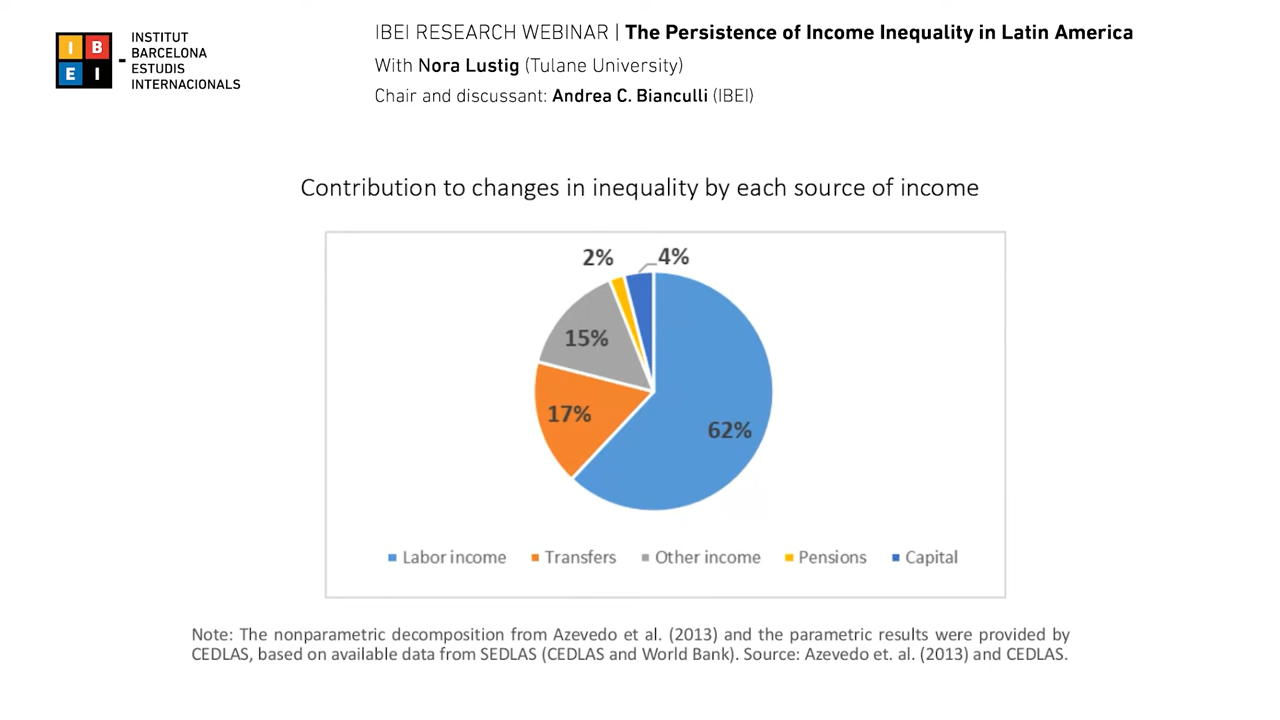 I B
E I
INSTITUT
BARCELONA
ESTUDIS
INTERNACIONALS
IBEI RESEARCH WEBINAR | The Persistence of Income Inequality in Latin America
With Nora Lustig (Tulane University)
Chair and discussant: Andrea C. Bianculli (IBEI)
Contribution to changes in inequality by each source of income
2% 4%
15%
17%
62%
Labor income Transfers Other income Pensions Capital
Note: The nonparametric decomposition from Azevedo et al. (2013) and the parametric results were provided by
CEDLAS, based on available data from SEDLAS (CEDLAS and World Bank). Source: Azevedo et. al. (2013) and CEDLAS.